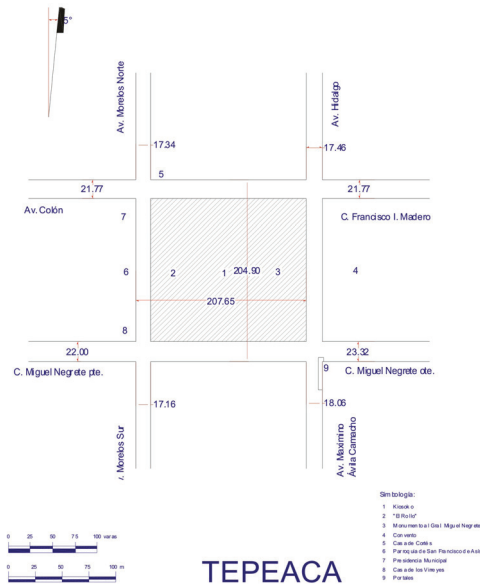 5°
Av. Morelos Norte
Av. Hidalgo
17.34
17.46
5
21.77
21.77
Av. Colón
7
C. Francisco I. Madero
6
2
1
204.90
3
4
207.65
8
22.00
23.32
C. Miguel Negrete pte.
9
C. Miguel Negrete ote.
17.16
18.06
. Morelos Sur
Av. Maximino
Ávila Camacho
Simbología:
1 Kiosko
2 "El Rollo"
3 Monumento al Gral. Miguel Negrete
4 Convento
5 Casa de Cortés
6 Parroquia de San Francisco de Asís
7 Presidencia Municipal
8 Casa de los Virreyes
9 Portales
0 25 50 75 100 varas
0 25 50 75 100 m
TEPEACA